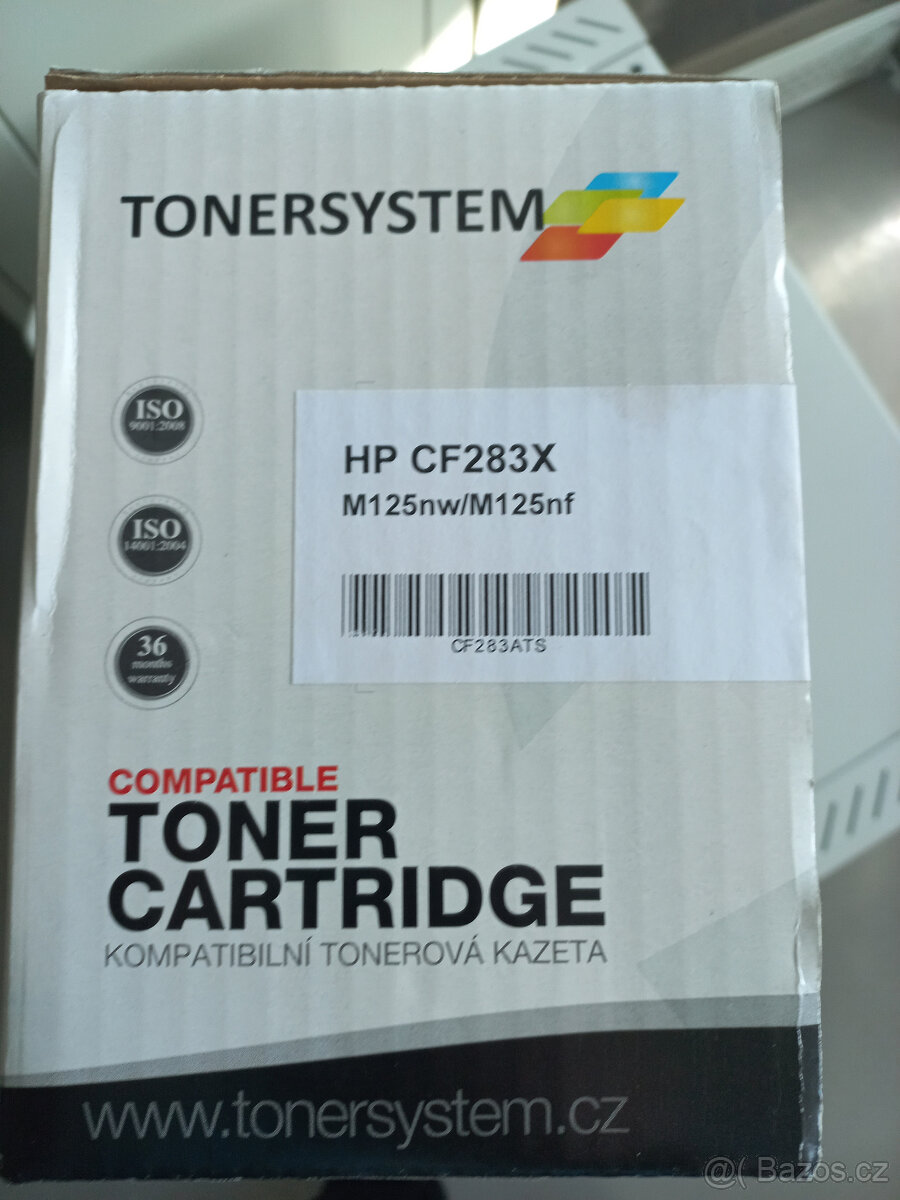 TONERSYSTEM
ISO
9001:2008
HP CF283X
M125nw/M125nf
ISO
14001:2004
CF283ATS
36
months
warranty
COMPATIBLE
TONER
CARTRIDGE
KOMPATIBILNÍ TONEROVÁ KAZETA
www.tonersystem.cz
@( Bazos.cz